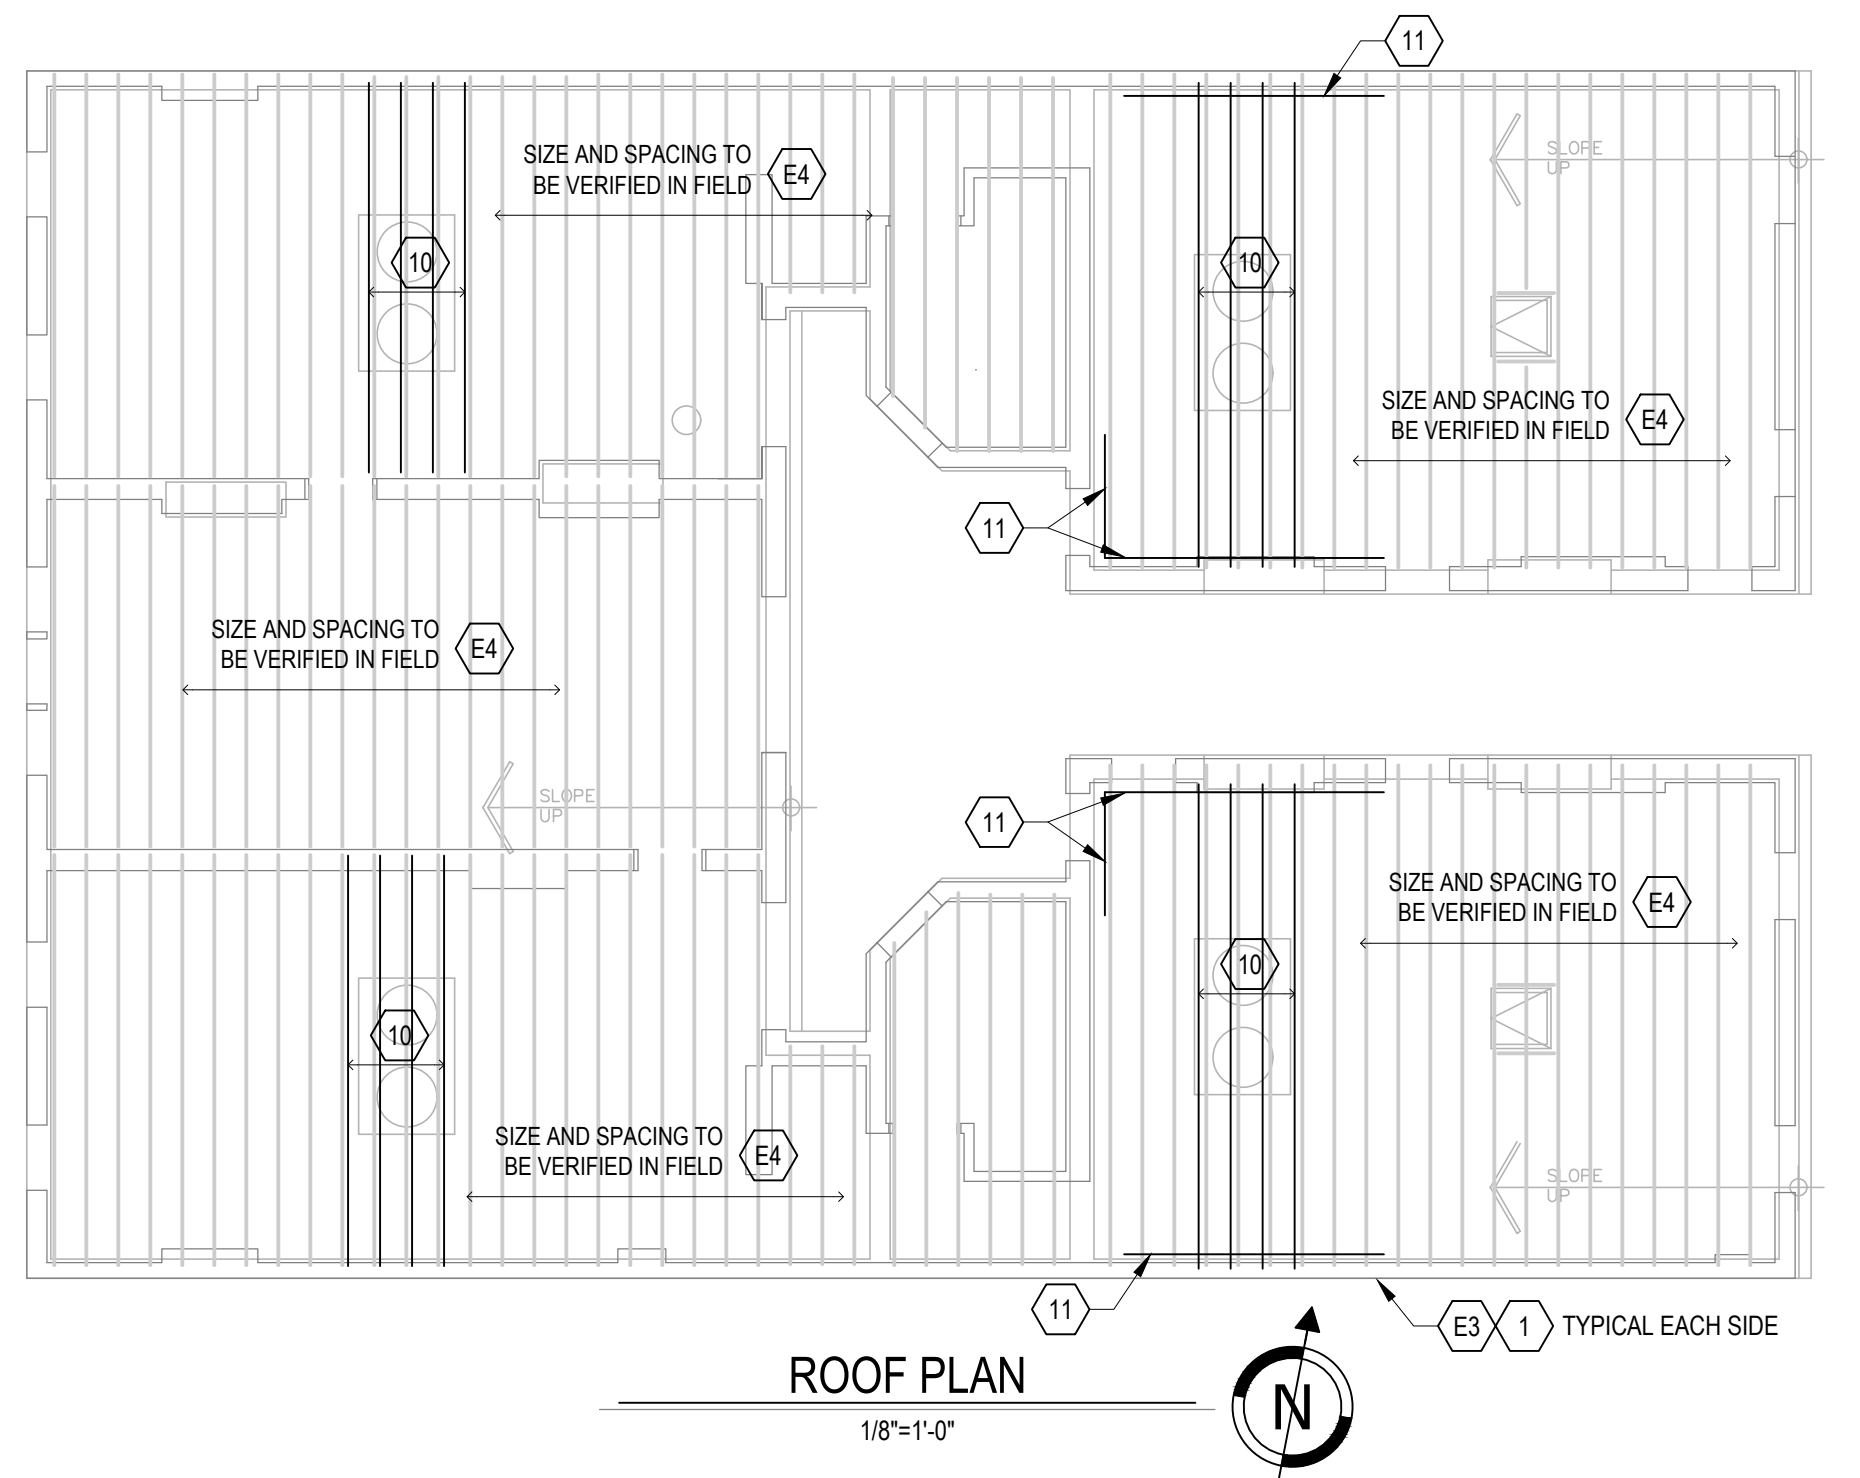 11
SIZE AND SPACING TO
BE VERIFIED IN FIELD
E4
SLOPE
UP
10
10
SIZE AND SPACING TO
BE VERIFIED IN FIELD
E4
11
SIZE AND SPACING TO
BE VERIFIED IN FIELD
E4
SLOPE
UP
11
SIZE AND SPACING TO
BE VERIFIED IN FIELD
E4
10
10
SIZE AND SPACING TO
BE VERIFIED IN FIELD
E4
SLOPE
UP
11
E3 1 TYPICAL EACH SIDE
ROOF PLAN
1/8"=1'-0"
N